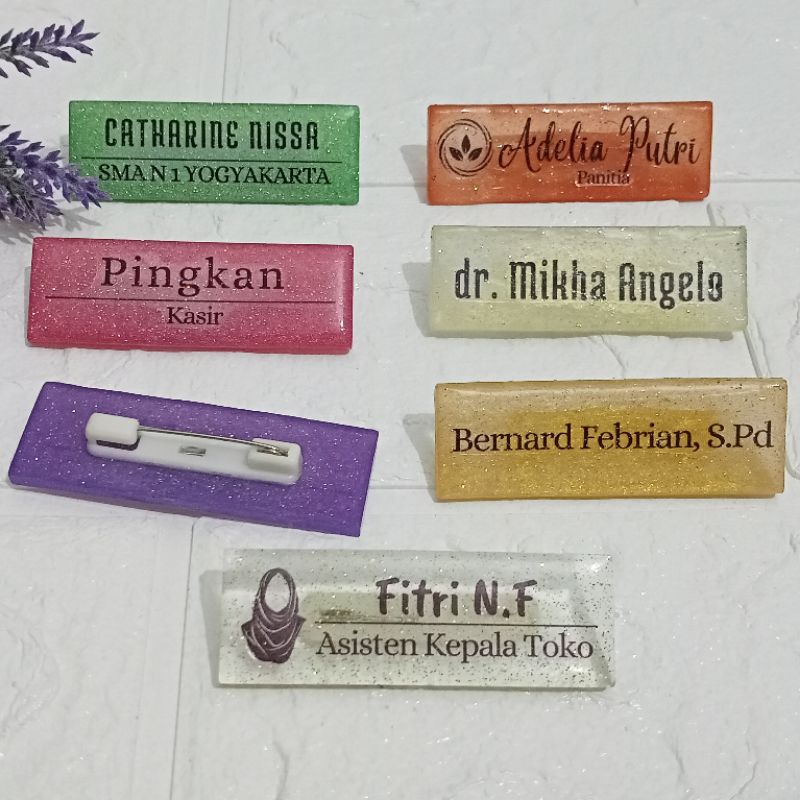 CATHARINE NISSA
SMA N 1 YOGYAKARTA
Adelia Putri
Panitia
Pingkan
Kasir
dr. Mikha Angelo
Bernard Febrian, S.Pd
Fitri N.F
Asisten Kepala Toko